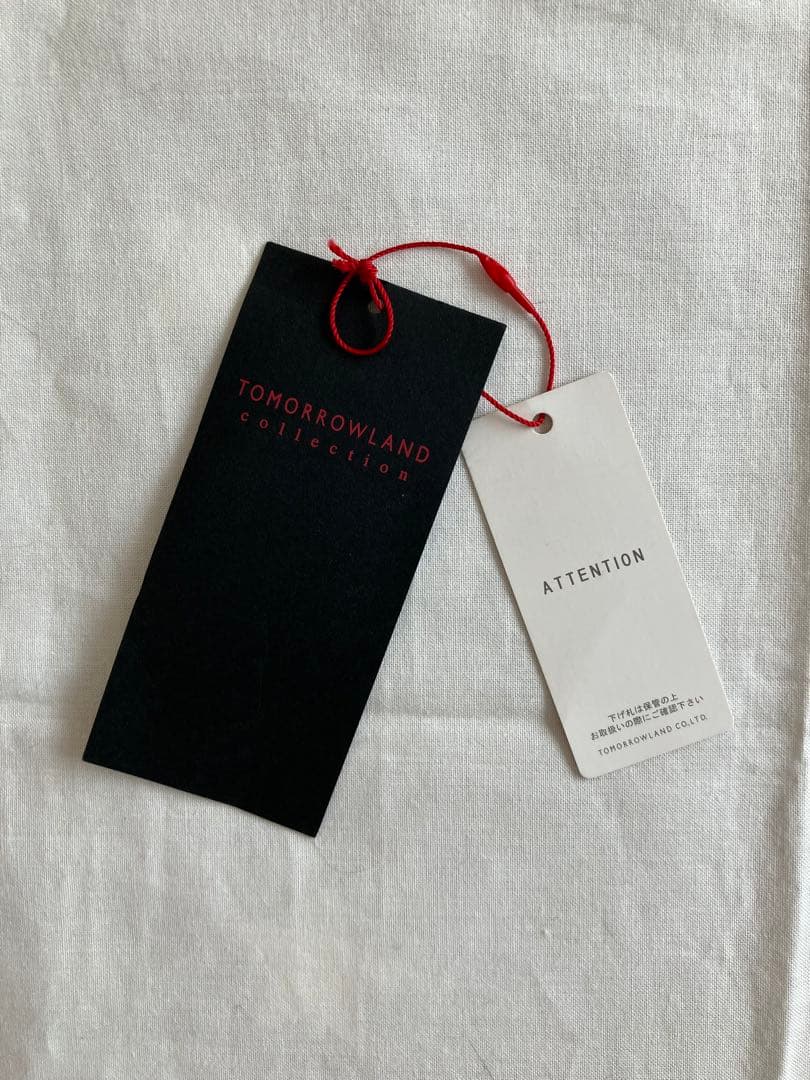 TOMORROWLAND
collection
ATTENTION
下げ札は保管の上
お取扱いの際にご確認下さい
TOMORROWLAND CO.,LTD.